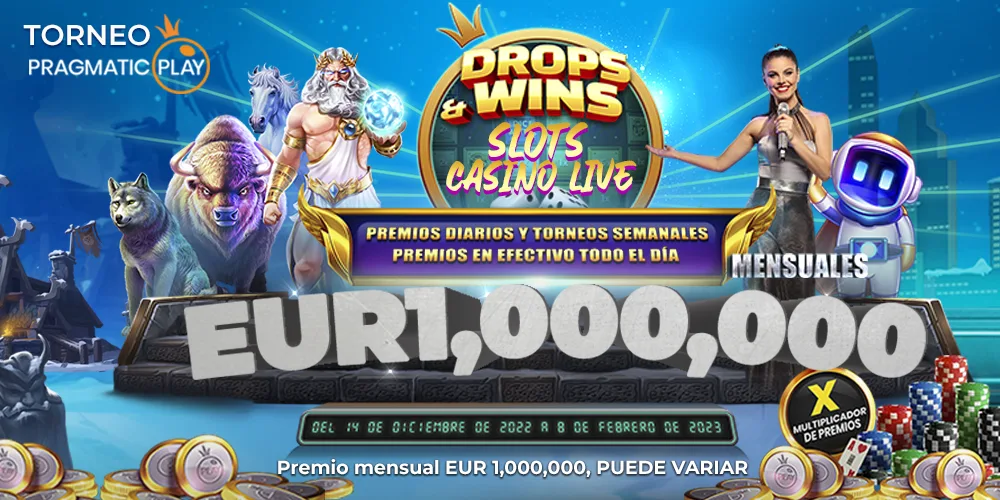 TORNEO
PRAGMATIC PLAY
DROPS
& WINS
SLOTS
CASINO LIVE
PREMIOS DIARIOS Y TORNEOS SEMANALES
PREMIOS EN EFECTIVO TODO EL DÍA
MENSUALES
EUR1,000,000
DEL 14 DE DICIEMBRE DE 2022 A 8 DE FEBRERO DE 2023
X
MULTIPLICADOR
DE PREMIOS
Premio mensual EUR 1,000,000, PUEDE VARIAR